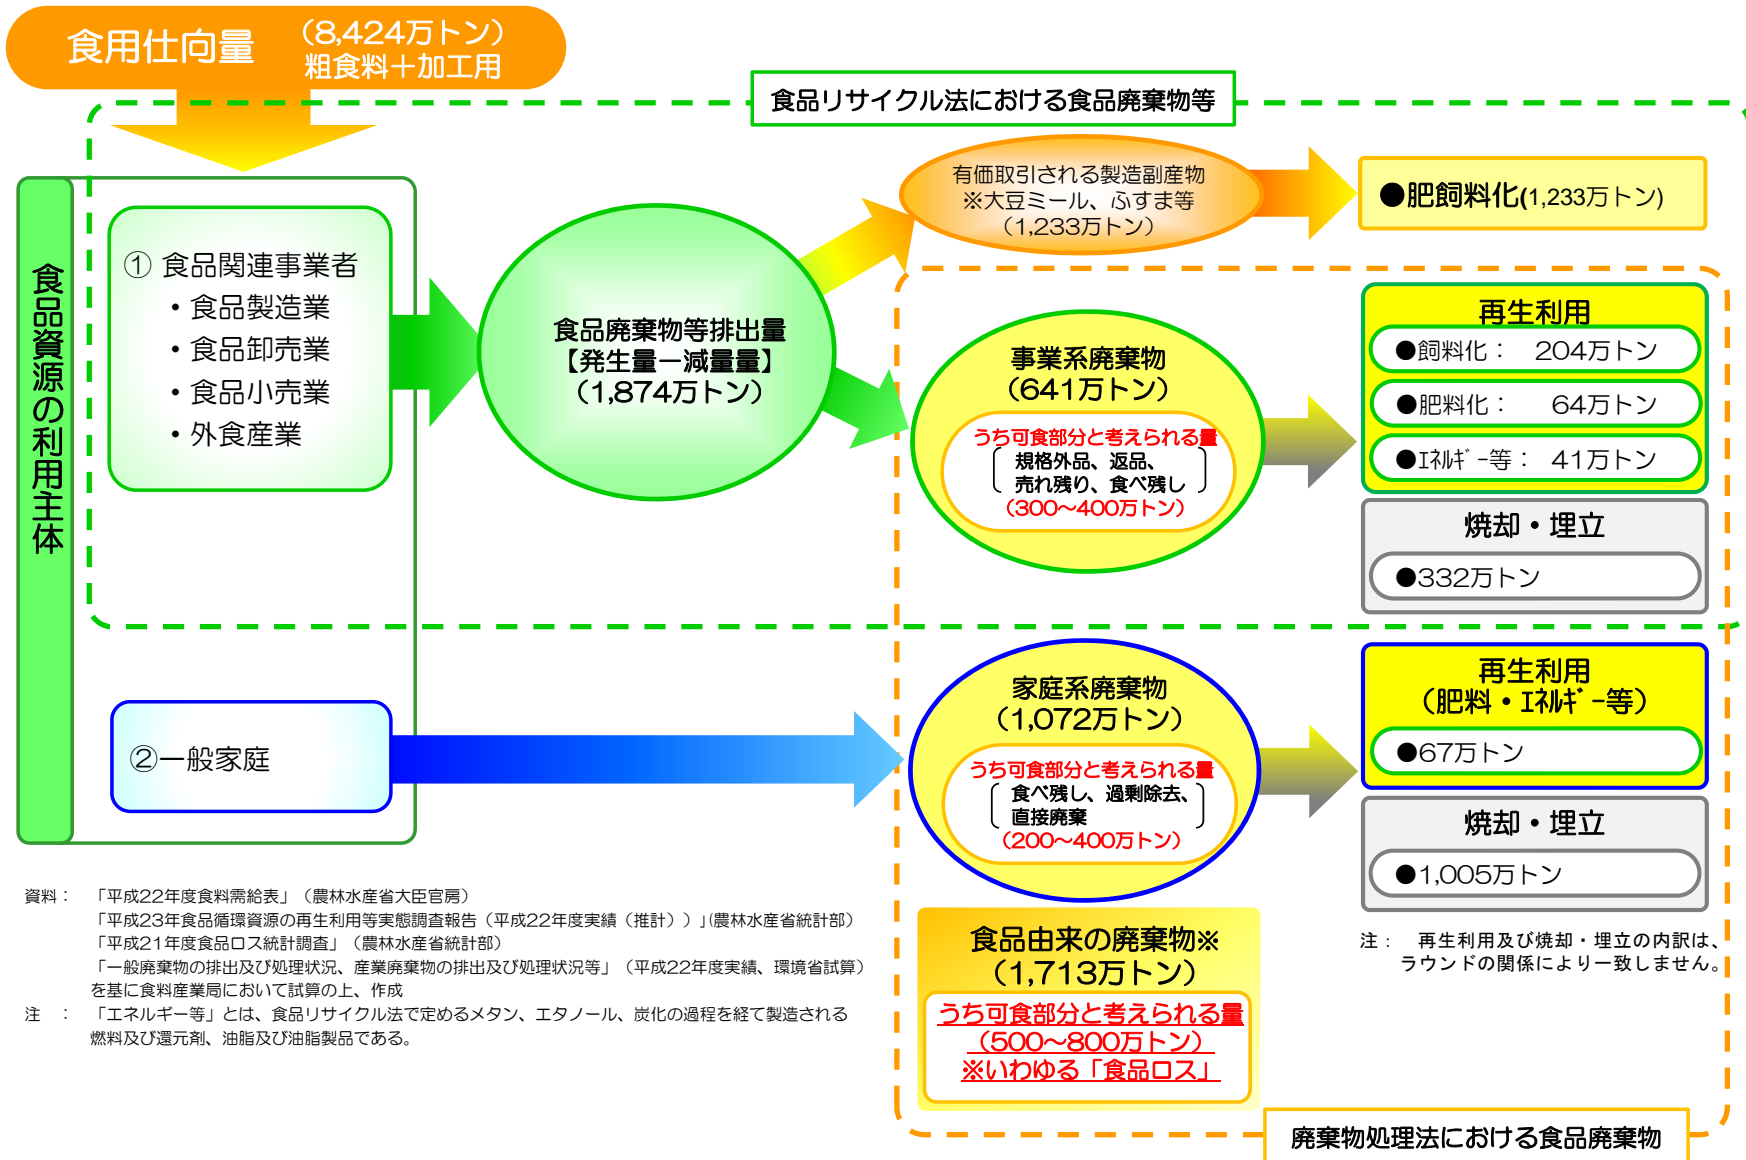 食用仕向量
（8,424万トン）
粗食料＋加工用
食品リサイクル法における食品廃棄物等
食品資源の利用主体
① 食品関連事業者
・食品製造業
・食品卸売業
・食品小売業
・外食産業
食品廃棄物等排出量
【発生量－減量量】
（1,874万トン）
有価取引される製造副産物
※大豆ミール、ふすま等
（1,233万トン）
●肥飼料化(1,233万トン)
事業系廃棄物
（641万トン）
うち可食部分と考えられる量
規格外品、返品、
売れ残り、食べ残し
（300～400万トン）
再生利用
●飼料化：　204万トン
●肥料化：　64万トン
●ｴﾈﾙｷﾞｰ等：　41万トン
焼却・埋立
●332万トン
②一般家庭
家庭系廃棄物
（1,072万トン）
うち可食部分と考えられる量
食べ残し、過剰除去、
直接廃棄
（200～400万トン）
再生利用
（肥料・ｴﾈﾙｷﾞｰ等）
●67万トン
焼却・埋立
●1,005万トン
食品由来の廃棄物※
（1,713万トン）
うち可食部分と考えられる量
（500～800万トン）
※いわゆる「食品ロス」
注：　再生利用及び焼却・埋立の内訳は、
ラウンドの関係により一致しません。
廃棄物処理法における食品廃棄物
資料：　「平成22年度食料需給表」（農林水産省大臣官房）
「平成23年食品循環資源の再生利用等実態調査報告（平成22年度実績（推計））」(農林水産省統計部）
「平成21年度食品ロス統計調査」（農林水産省統計部）
「一般廃棄物の排出及び処理状況、産業廃棄物の排出及び処理状況等」（平成22年度実績、環境省試算）
を基に食料産業局において試算の上、作成
注　：　「エネルギー等」とは、食品リサイクル法で定めるメタン、エタノール、炭化の過程を経て製造される
燃料及び還元剤、油脂及び油脂製品である。